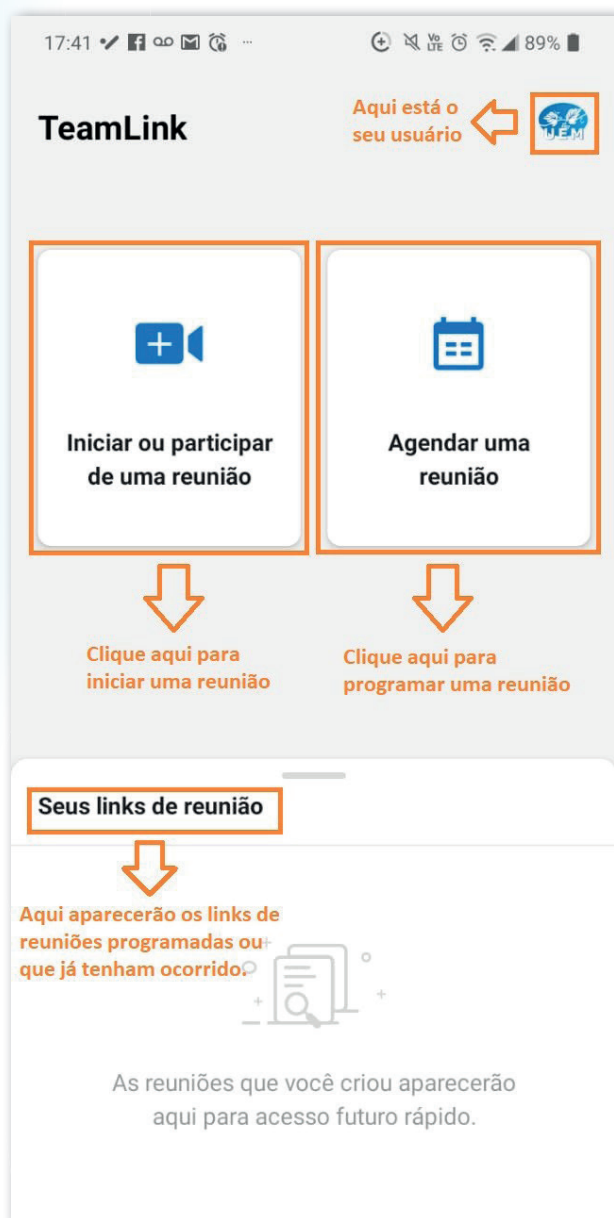 17:41
Vo LTE
89%
TeamLink
Aqui está o
seu usuário
UEM
Iniciar ou participar
de uma reunião
Agendar uma
reunião
Clique aqui para
iniciar uma reunião
Clique aqui para
programar uma reunião
Seus links de reunião
Aqui aparecerão os links de
reuniões programadas ou
que já tenham ocorrido.
As reuniões que você criou aparecerão
aqui para acesso futuro rápido.